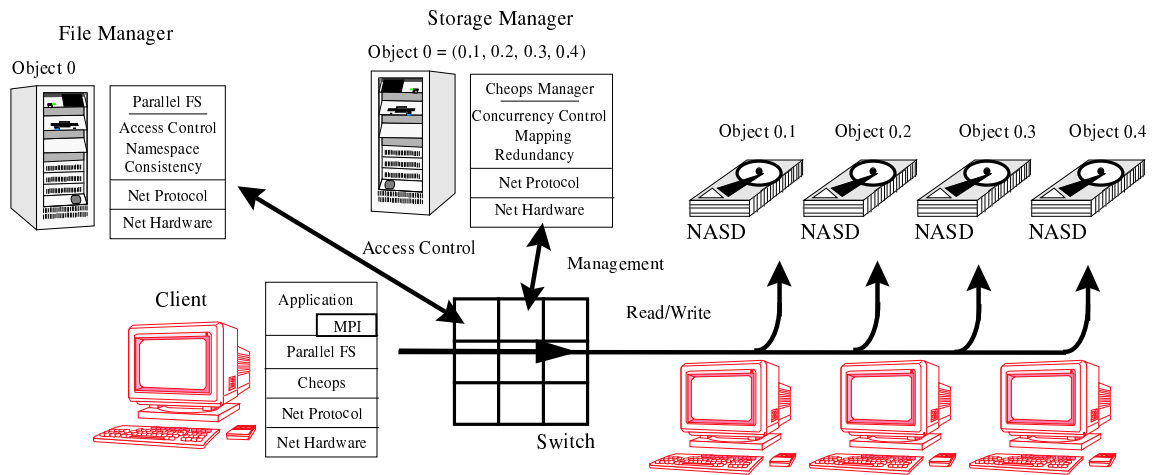 File Manager
Object 0
Parallel FS
Access Control
Namespace
Consistency
Net Protocol
Net Hardware
Storage Manager
Object 0 = (0.1, 0.2, 0.3, 0.4)
Cheops Manager
Concurrency Control
Mapping
Redundancy
Net Protocol
Net Hardware
Object 0.1
Object 0.2
Object 0.3
Object 0.4
NASD
NASD
NASD
NASD
Access Control
Management
Read/Write
Client
Application
MPI
Parallel FS
Cheops
Net Protocol
Net Hardware
Switch